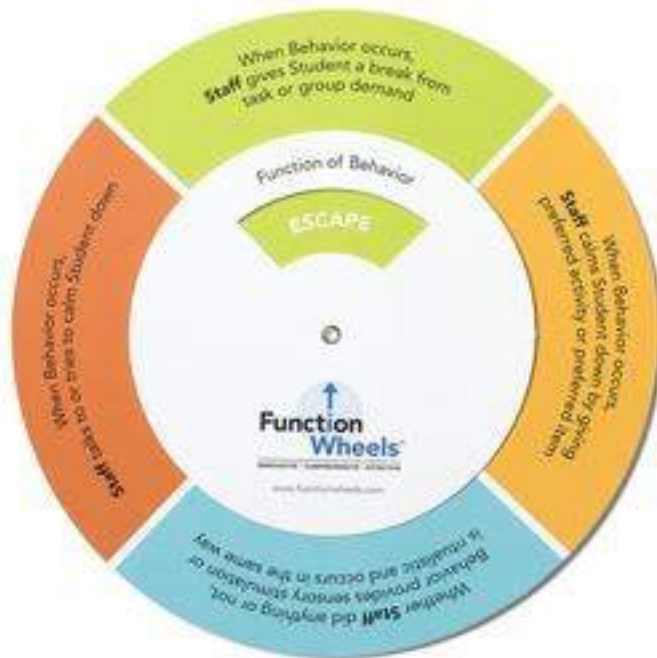 When Behavior occurs,
Staff gives Student a break from
task or group demand
Function of Behavior
ESCAPE
When Behavior occurs,
Staff calms Student down by giving
preferred activity or preferred item
Whether Staff did anything or not,
Behavior provides sensory stimulation or
is ritualistic and occurs in the same way
When Behavior occurs,
Staff talks to or tries to calm Student down
Function
Wheels
www.functionwheels.com